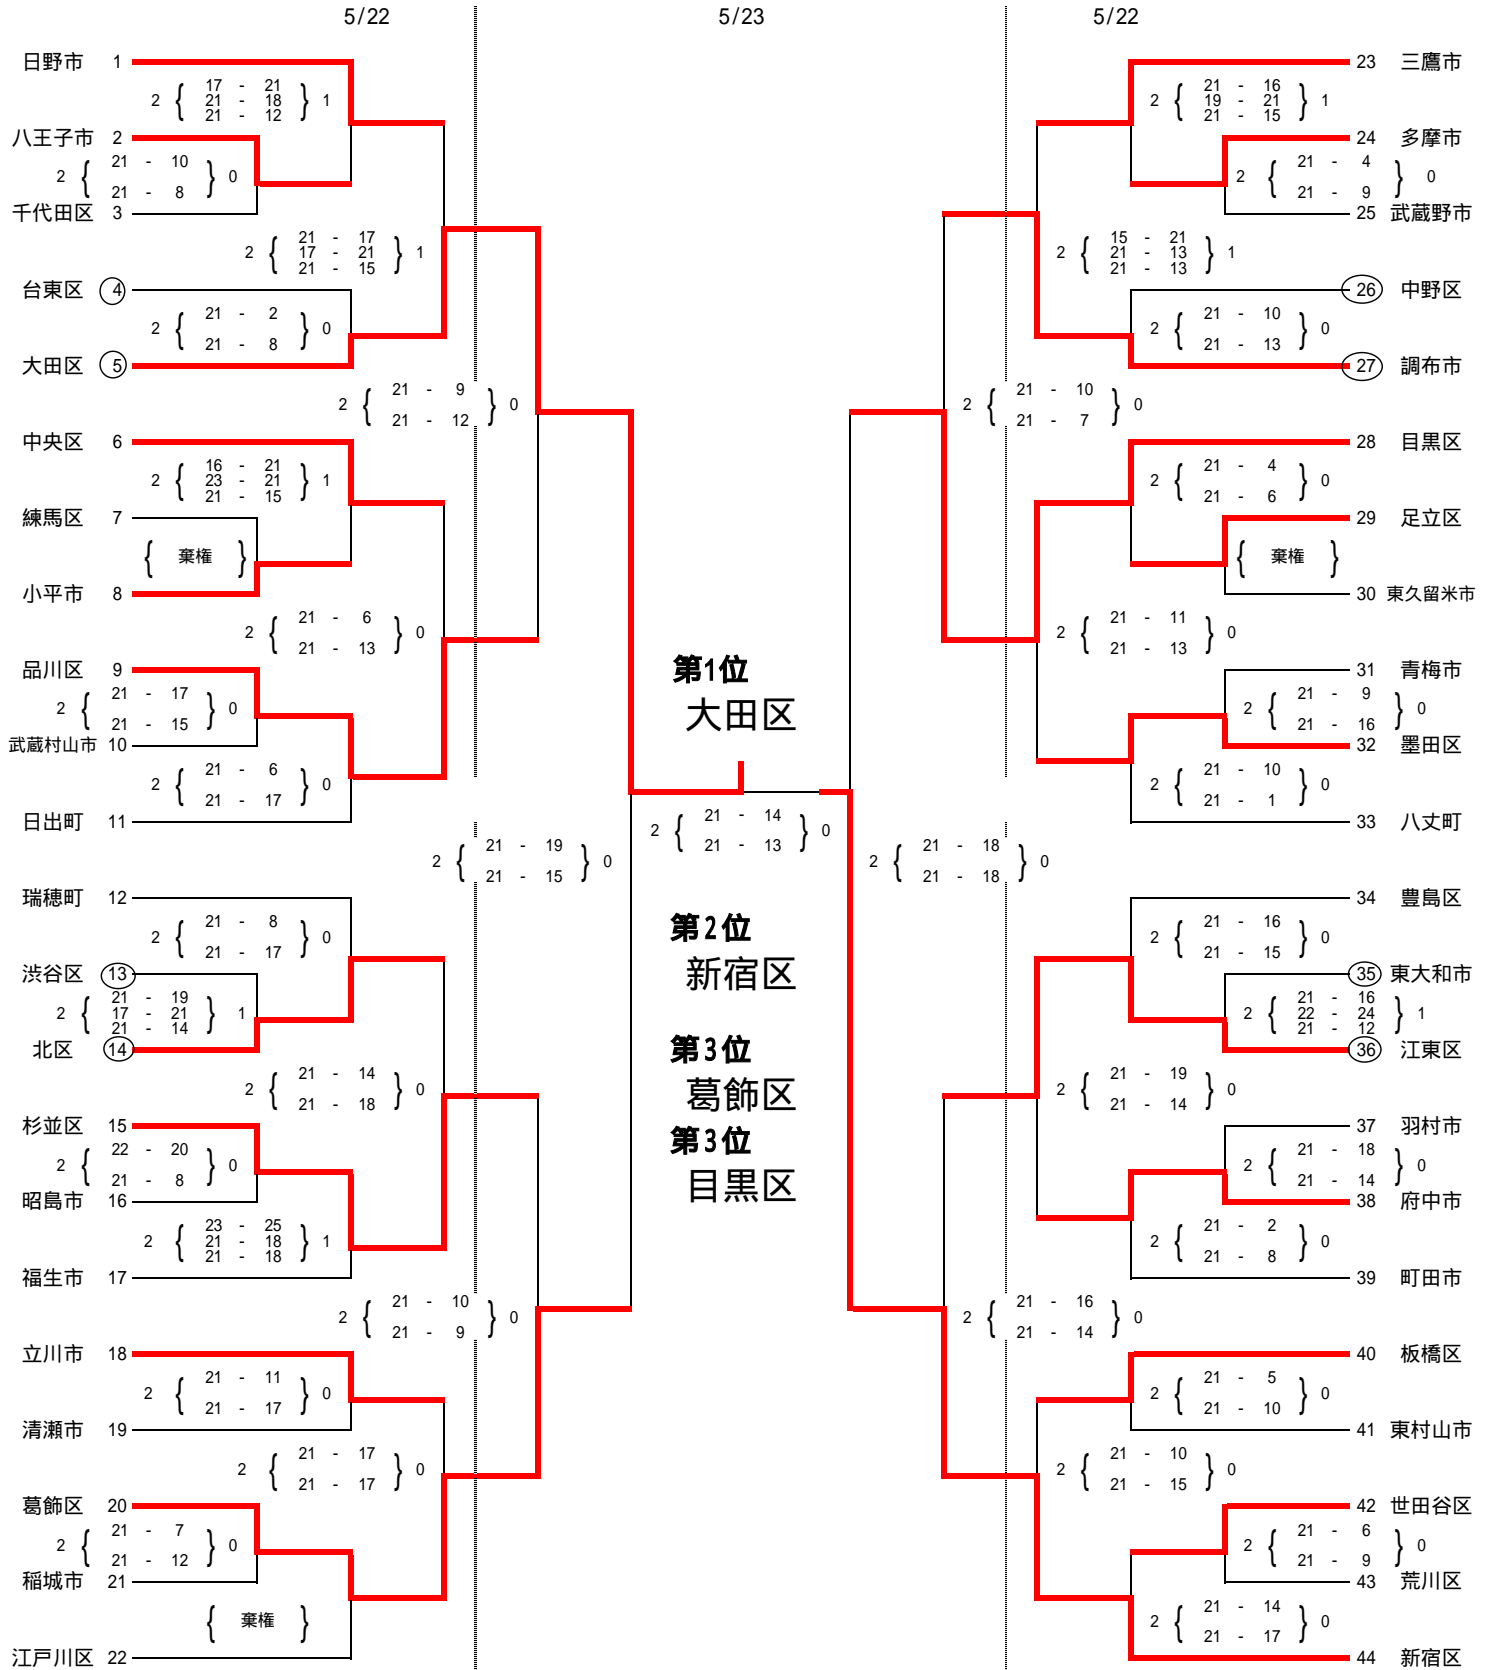 5/22 5/23 5/22
日野市 1
2 { 17 - 21 21 - 18 21 - 12 } 1
八王子市 2
2 { 21 - 10 21 - 8 } 0
千代田区 3
2 { 21 - 17 17 - 21 21 - 15 } 1
台東区 4
2 { 21 - 2 21 - 8 } 0
大田区 5
2 { 21 - 9 21 - 12 } 0
中央区 6
2 { 16 - 21 23 - 21 21 - 15 } 1
練馬区 7
{ 棄権 }
小平市 8
2 { 21 - 6 21 - 13 } 0
品川区 9
2 { 21 - 17 21 - 15 } 0
武蔵村山市 10
2 { 21 - 6 21 - 17 } 0
日出町 11
2 { 21 - 19 21 - 15 } 0
瑞穂町 12
2 { 21 - 8 21 - 17 } 0
渋谷区 13
2 { 21 - 19 17 - 21 21 - 14 } 1
北区 14
2 { 21 - 14 21 - 18 } 0
杉並区 15
2 { 22 - 20 21 - 8 } 0
昭島市 16
2 { 23 - 25 21 - 18 21 - 18 } 1
福生市 17
2 { 21 - 10 21 - 9 } 0
立川市 18
2 { 21 - 11 21 - 17 } 0
清瀬市 19
2 { 21 - 17 21 - 17 } 0
葛飾区 20
2 { 21 - 7 21 - 12 } 0
稲城市 21
{ 棄権 }
江戸川区 22
第1位
大田区
2 { 21 - 14 21 - 13 } 0
第2位
新宿区
第3位
葛飾区
第3位
目黒区
23 三鷹市
2 { 21 - 16 19 - 21 21 - 15 } 1
24 多摩市
2 { 21 - 4 21 - 9 } 0
25 武蔵野市
2 { 15 - 21 21 - 13 21 - 13 } 1
26 中野区
2 { 21 - 10 21 - 13 } 0
27 調布市
2 { 21 - 10 21 - 7 } 0
28 目黒区
2 { 21 - 4 21 - 6 } 0
29 足立区
{ 棄権 }
30 東久留米市
2 { 21 - 11 21 - 13 } 0
31 青梅市
2 { 21 - 9 21 - 16 } 0
32 墨田区
2 { 21 - 10 21 - 1 } 0
33 八丈町
2 { 21 - 18 21 - 18 } 0
34 豊島区
2 { 21 - 16 21 - 15 } 0
35 東大和市
2 { 21 - 16 22 - 24 21 - 12 } 1
36 江東区
2 { 21 - 19 21 - 14 } 0
37 羽村市
2 { 21 - 18 21 - 14 } 0
38 府中市
2 { 21 - 2 21 - 8 } 0
39 町田市
2 { 21 - 16 21 - 14 } 0
40 板橋区
2 { 21 - 5 21 - 10 } 0
41 東村山市
2 { 21 - 10 21 - 15 } 0
42 世田谷区
2 { 21 - 6 21 - 9 } 0
43 荒川区
2 { 21 - 14 21 - 17 } 0
44 新宿区